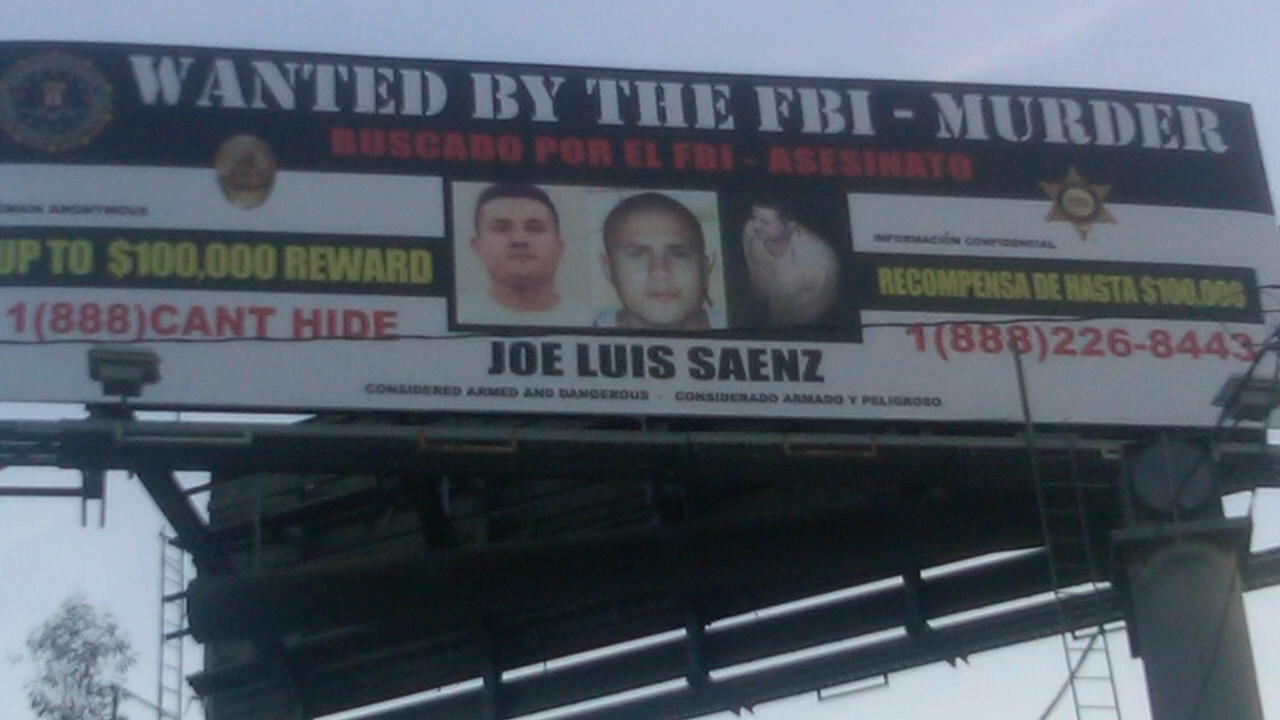 WANTED BY THE FBI - MURDER
BUSCADO POR EL FBI - ASESINATO
REMAIN ANONYMOUS
UP TO $100,000 REWARD
1(888)CANT HIDE
INFORMACIÓN CONFIDENCIAL
RECOMPENSA DE HASTA $100,000
1(888)226-8443
JOE LUIS SAENZ
CONSIDERED ARMED AND DANGEROUS - CONSIDERADO ARMADO Y PELIGROSO